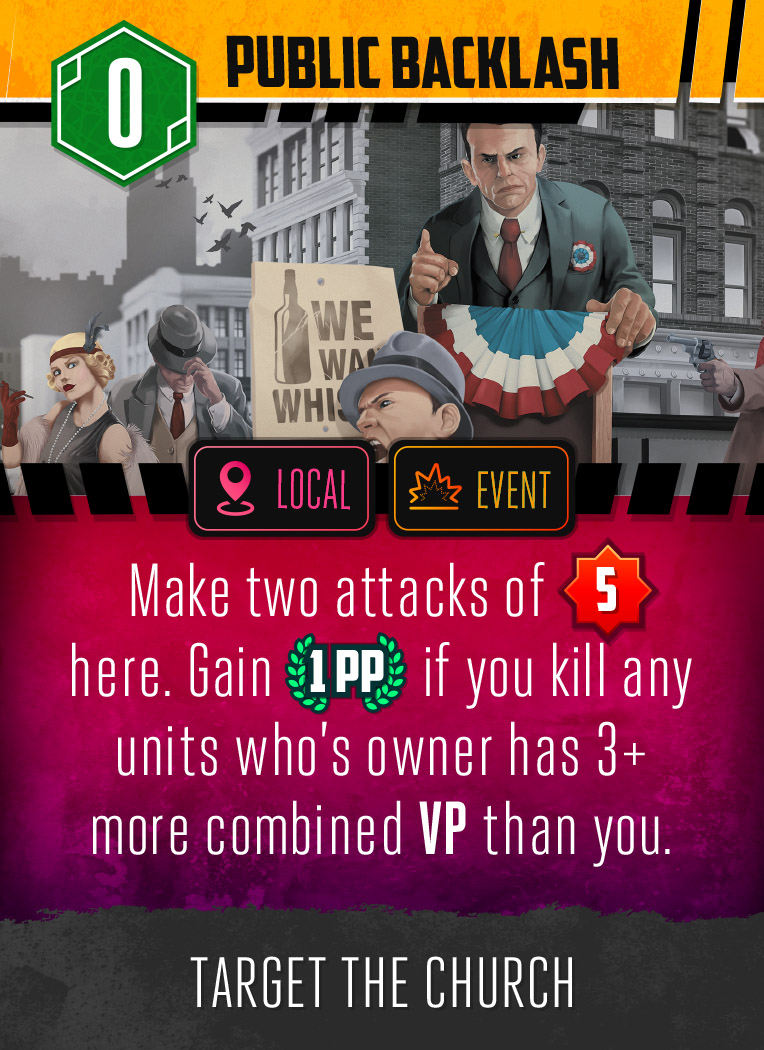 0
PUBLIC BACKLASH
WE
WA
WHIS
LOCAL
EVENT
Make two attacks of 5
here. Gain 1 PP if you kill any
units who's owner has 3+
more combined VP than you.
TARGET THE CHURCH